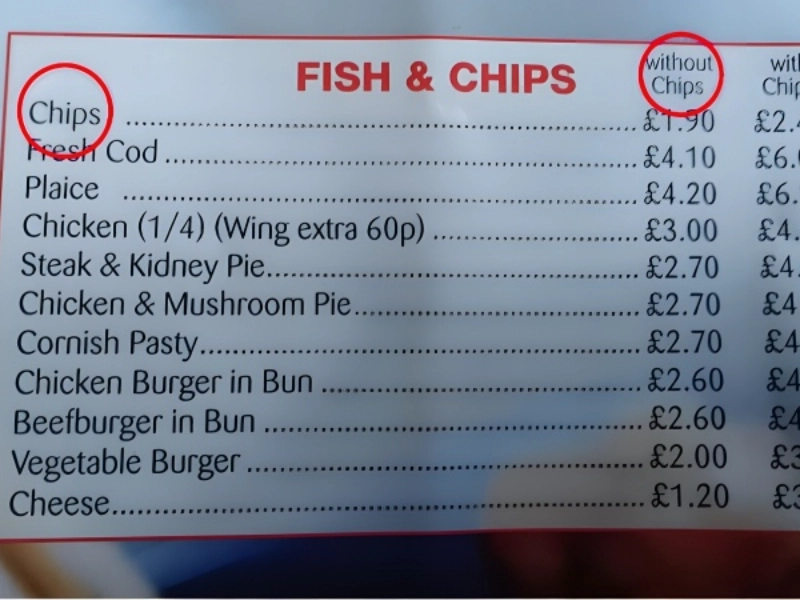 FISH & CHIPS
without Chips
Chips £1.90
Fresh Cod £4.10
Plaice £4.20
Chicken (1/4) (Wing extra 60p) £3.00
Steak & Kidney Pie £2.70
Chicken & Mushroom Pie £2.70
Cornish Pasty £2.70
Chicken Burger in Bun £2.60
Beefburger in Bun £2.60
Vegetable Burger £2.00
Cheese £1.20